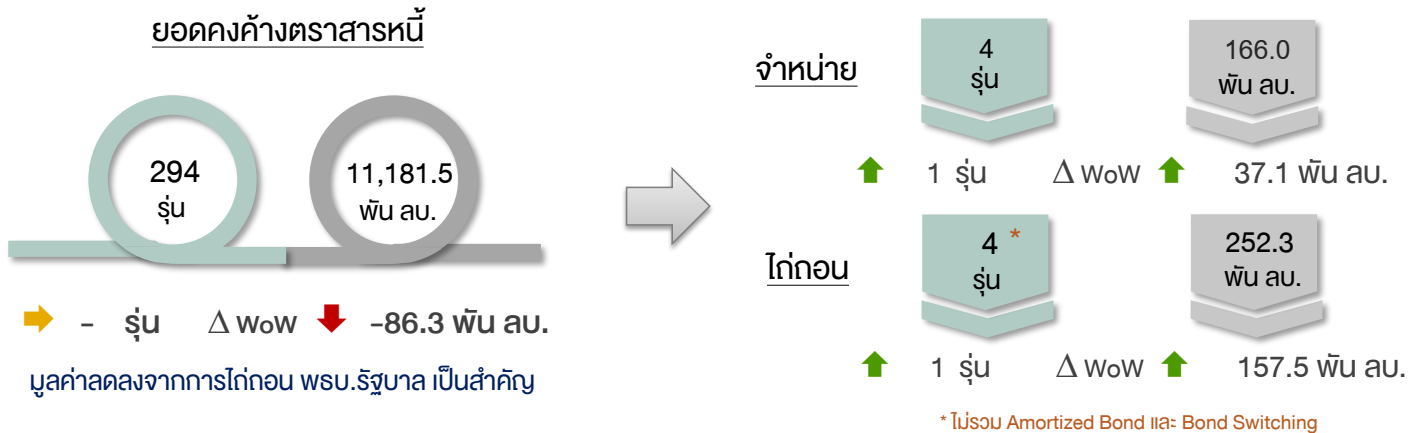 ยอดคงค้างตราสารหนี้
294
รุ่น
11,181.5
พัน ลบ.
- รุ่น Δ WoW -86.3 พัน ลบ.
มูลค่าลดลงจากการไถ่ถอน พธบ.รัฐบาล เป็นสำคัญ
จำหน่าย
4
รุ่น
166.0
พัน ลบ.
1 รุ่น Δ WoW 37.1 พัน ลบ.
ไถ่ถอน
4 *
รุ่น
252.3
พัน ลบ.
1 รุ่น Δ WoW 157.5 พัน ลบ.
* ไม่รวม Amortized Bond และ Bond Switching